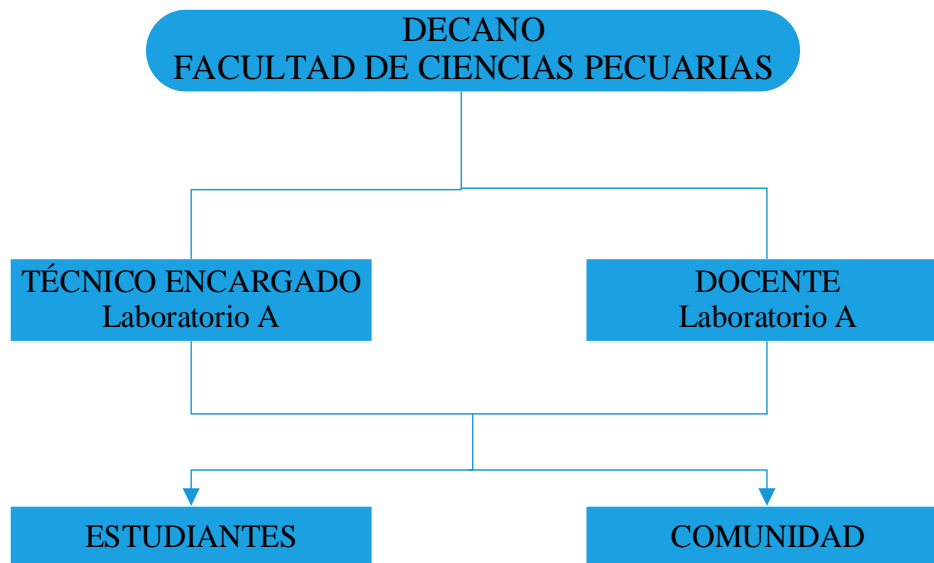 DECANO
FACULTAD DE CIENCIAS PECUARIAS
TÉCNICO ENCARGADO
Laboratorio A
DOCENTE
Laboratorio A
ESTUDIANTES
COMUNIDAD